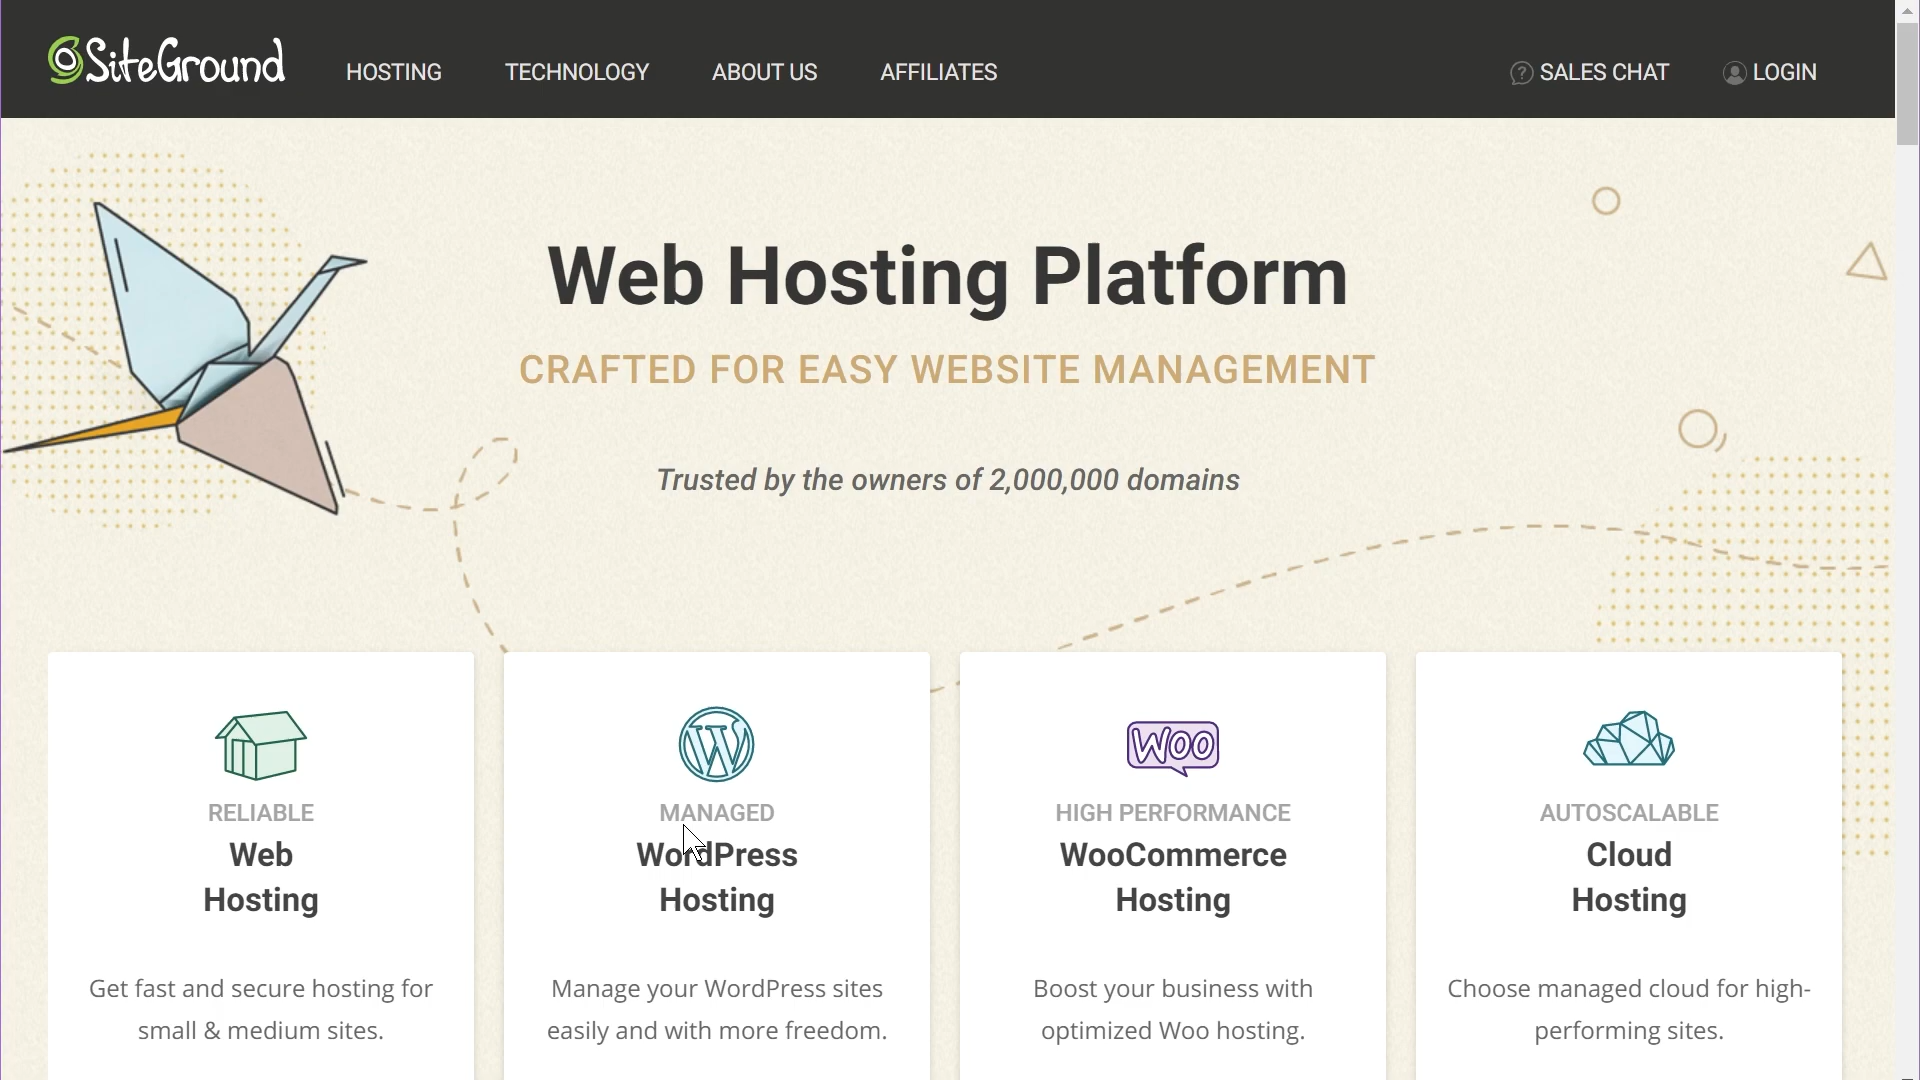 SiteGround
HOSTING
TECHNOLOGY
ABOUT US
AFFILIATES
SALES CHAT
LOGIN
Web Hosting Platform
CRAFTED FOR EASY WEBSITE MANAGEMENT
Trusted by the owners of 2,000,000 domains
RELIABLE
Web
Hosting
Get fast and secure hosting for
small & medium sites.
MANAGED
WordPress
Hosting
Manage your WordPress sites
easily and with more freedom.
Woo
HIGH PERFORMANCE
WooCommerce
Hosting
Boost your business with
optimized Woo hosting.
AUTOSCALABLE
Cloud
Hosting
Choose managed cloud for high-
performing sites.